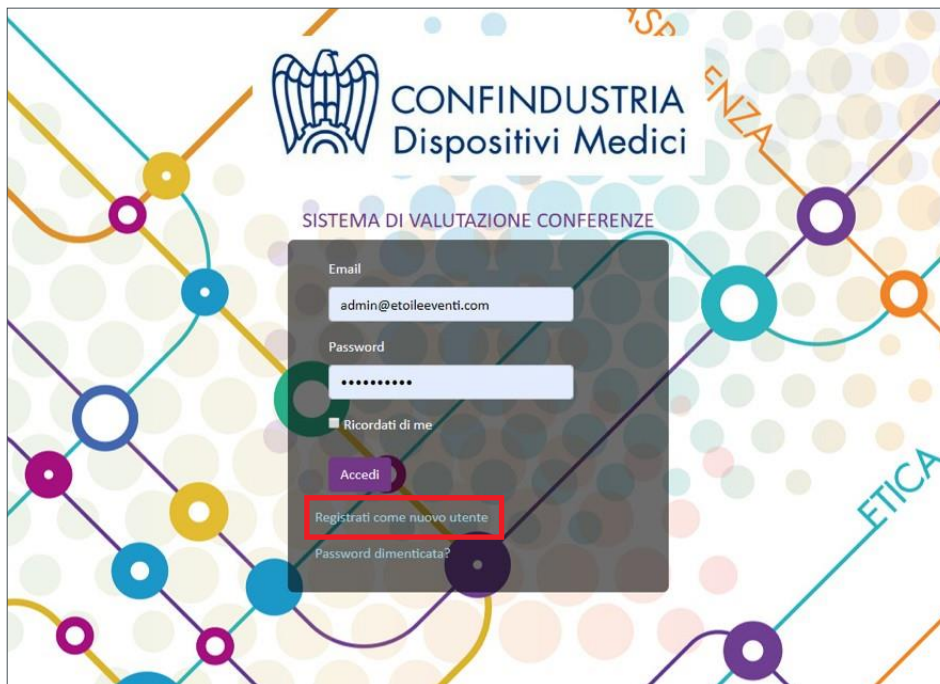 CONFINDUSTRIA
Dispositivi Medici
SISTEMA DI VALUTAZIONE CONFERENZE
Email
admin@etoileeventi.com
Password
••••••••••
Ricordati di me
Accedi
Registrati come nuovo utente
Password dimenticata?
ETICA